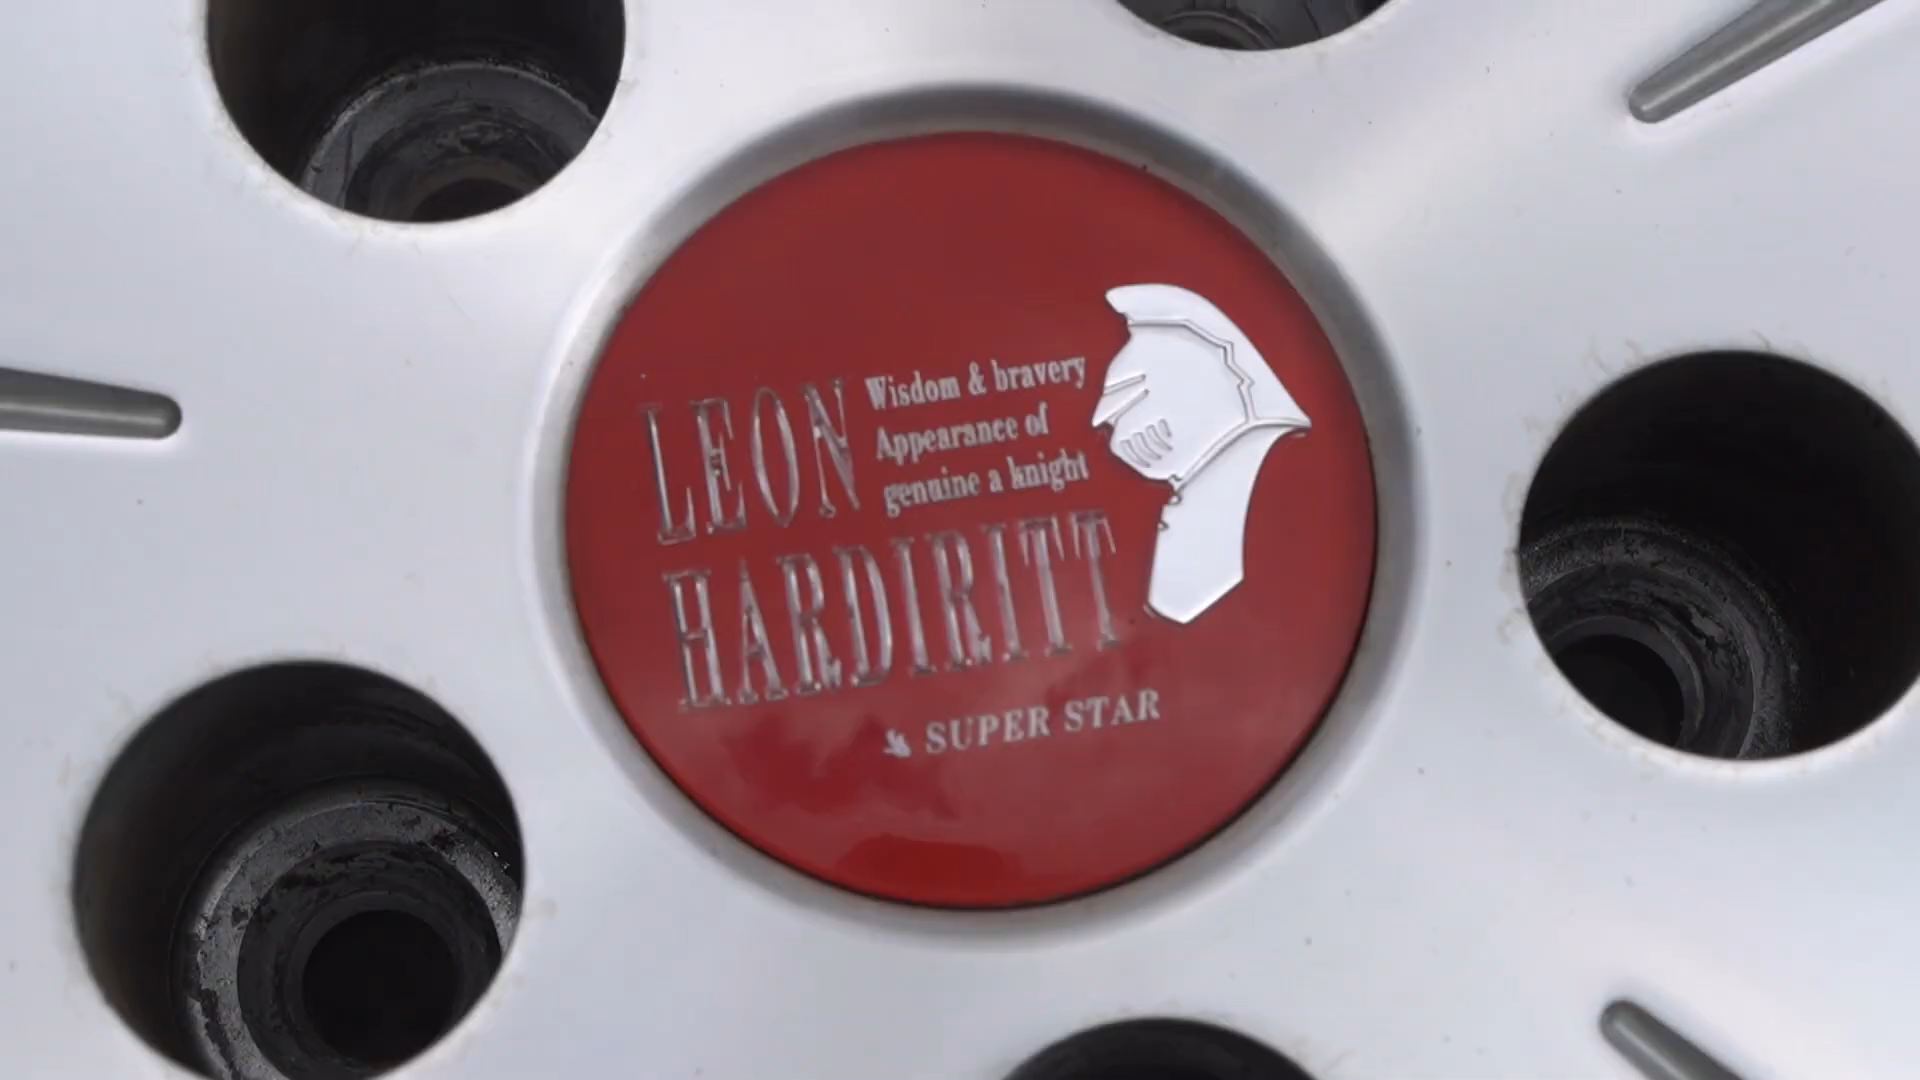 LEON
Wisdom & bravery
Appearance of
genuine a knight
HARDIRITT
SUPER STAR